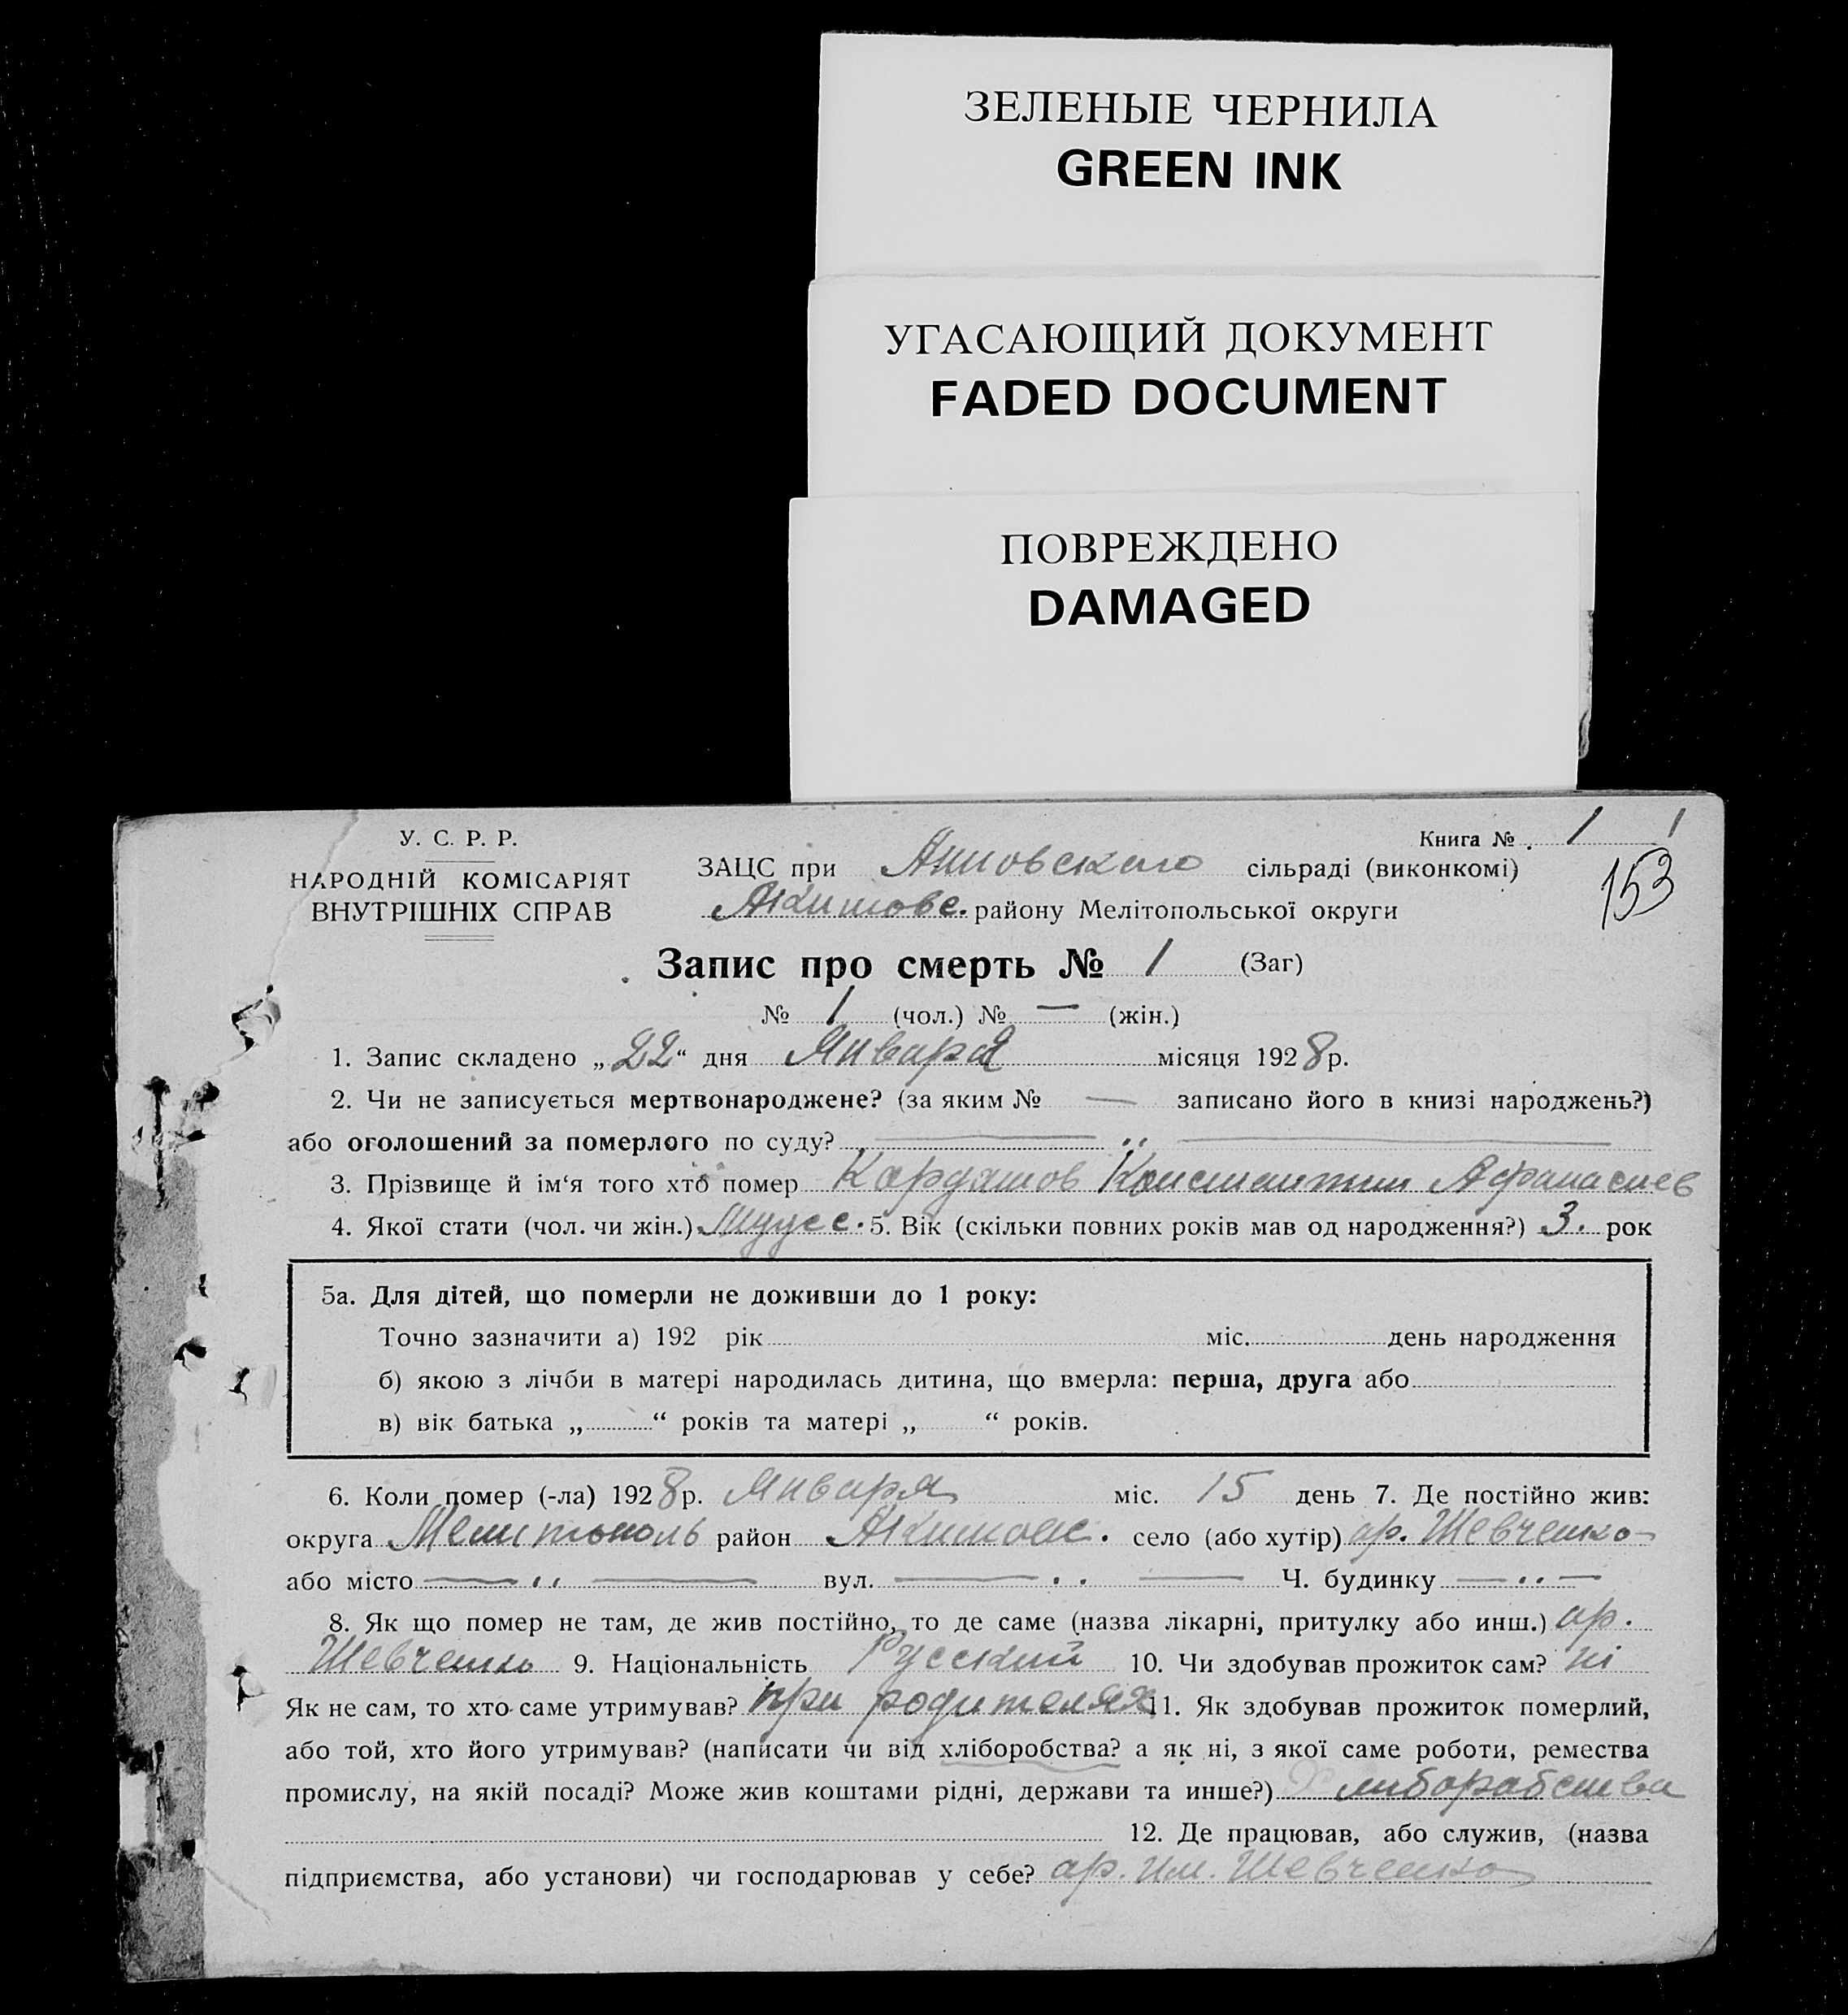 ЗЕЛЕНЫЕ ЧЕРНИЛА
GREEN INK
УГАСАЮЩИЙ ДОКУМЕНТ
FADED DOCUMENT
ПОВРЕЖДЕНО
DAMAGED
У. С. Р. Р.
НАРОДНІЙ КОМІСАРІЯТ
ВНУТРІШНІХ СПРАВ
Книга № 1 1
153
ЗАЦС при Анновского сільраді (виконкомі)
Акимовс. району Мелітопольської округи
Запис про смерть № 1 (Заг)
№ 1 (чол.) № — (жін.)
1. Запис складено „22“ дня Января місяця 1928 р.
2. Чи не записується мертвонароджене? (за яким № — записано його в книзі народжень?)
або оголошений за померлого по суду? — „ —
3. Прізвище й ім‘я того хто помер Кардашов Константин Афанасиев
4. Якої стати (чол. чи жін.) Мужс. 5. Вік (скільки повних років мав од народження?) 3. рок
5а. Для дітей, що померли не доживши до 1 року:
Точно зазначити а) 192 рік міс. день народження
б) якою з лічби в матері народилась дитина, що вмерла: перша, друга або
в) вік батька „ “ років та матері „ “ років.
6. Коли помер (-ла) 1928 р. Января міс. 15 день 7. Де постійно жив:
округа Мелитополь район Акимовс. село (або хутір) ар. Шевченко
або місто — „ — вул. — „ — Ч. будинку — „ —
8. Як що помер не там, де жив постійно, то де саме (назва лікарні, притулку або инш.) ар.
Шевченко 9. Національність Русский 10. Чи здобував прожиток сам? ні
Як не сам, то хто саме утримував? при родителях 11. Як здобував прожиток померлий,
або той, хто його утримував? (написати чи від хліборобства? а як ні, з якої саме роботи, ремества
промислу, на якій посаді? Може жив коштами рідні, держави та инше?) Хлиборабства
12. Де працював, або служив, (назва
підприємства, або установи) чи господарював у себе? ар. им. Шевченко